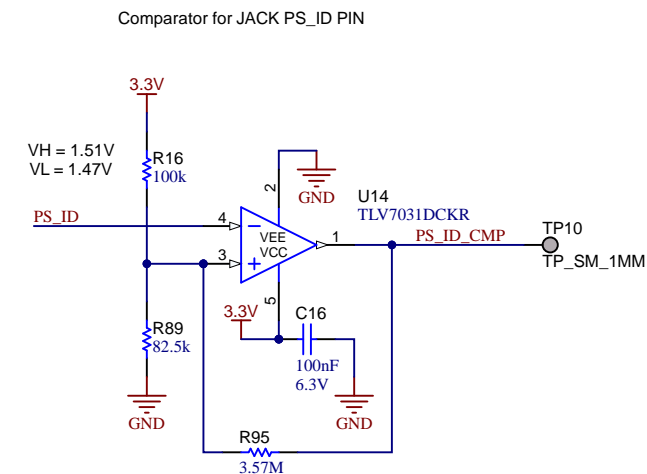 Comparator for JACK PS_ID PIN
3.3V
VH = 1.51V
VL = 1.47V
R16
100k
2
GND
U14
TLV7031DCKR
PS_ID
4
VEE
VCC
1
PS_ID_CMP
TP10
TP_SM_1MM
3
5
3.3V
C16
100nF
6.3V
R89
82.5k
GND
GND
R95
3.57M